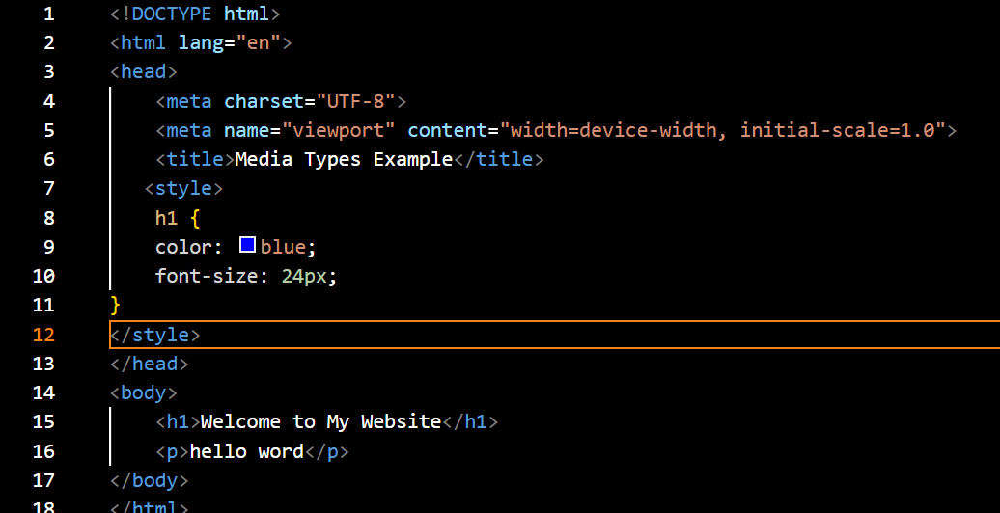 1 <!DOCTYPE html>
2 <html lang="en">
3 <head>
4     <meta charset="UTF-8">
5     <meta name="viewport" content="width=device-width, initial-scale=1.0">
6     <title>Media Types Example</title>
7    <style>
8     h1 {
9     color: blue;
10     font-size: 24px;
11 }
12 </style>
13 </head>
14 <body>
15     <h1>Welcome to My Website</h1>
16     <p>hello word</p>
17 </body>
18 </html>